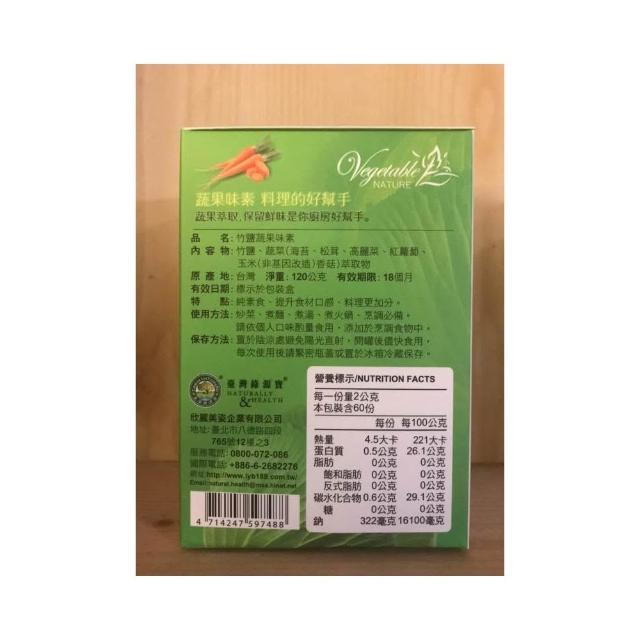 Vegetable
NATURE
蔬果味素 料理的好幫手
蔬果萃取,保留鮮味是你廚房好幫手。
品　　名: 竹鹽蔬果味素
內 容 物: 竹鹽、蔬菜(海苔、松茸、高麗菜、紅蘿蔔、
玉米(非基因改造)香菇)萃取物
原 產 地: 台灣 淨重: 120公克 有效期限: 18個月
有效日期: 標示於包裝盒
特　　點: 純素食、提升食材口感、料理更加分。
使用方法: 炒菜、煮麵、煮湯、煮火鍋、烹調必備。
請依個人口味酌量食用，添加於烹調食物中。
保存方法: 置於陰涼處避免陽光直射，開罐後儘快食用。
每次使用後請緊密瓶蓋或置於冰箱冷藏保存。
臺灣綠源寶
NATURALLY
&HEALTH
欣麗美姿企業有限公司
地址: 臺北市八德路四段
765號12樓之3
服務電話: 0800-072-086
國際電話: +886-6-2682276
網址:http://www.lyb189.com.tw/
Email:natural.health@msa.hinet.net
4 714247 597488
營養標示/NUTRITION FACTS
每一份量2公克
本包裝含60份
每份 每100公克
熱量 4.5大卡 221大卡
蛋白質 0.5公克 26.1公克
脂肪 0公克 0公克
飽和脂肪 0公克 0公克
反式脂肪 0公克 0公克
碳水化合物 0.6公克 29.1公克
糖 0公克 0公克
鈉 322毫克 16100毫克